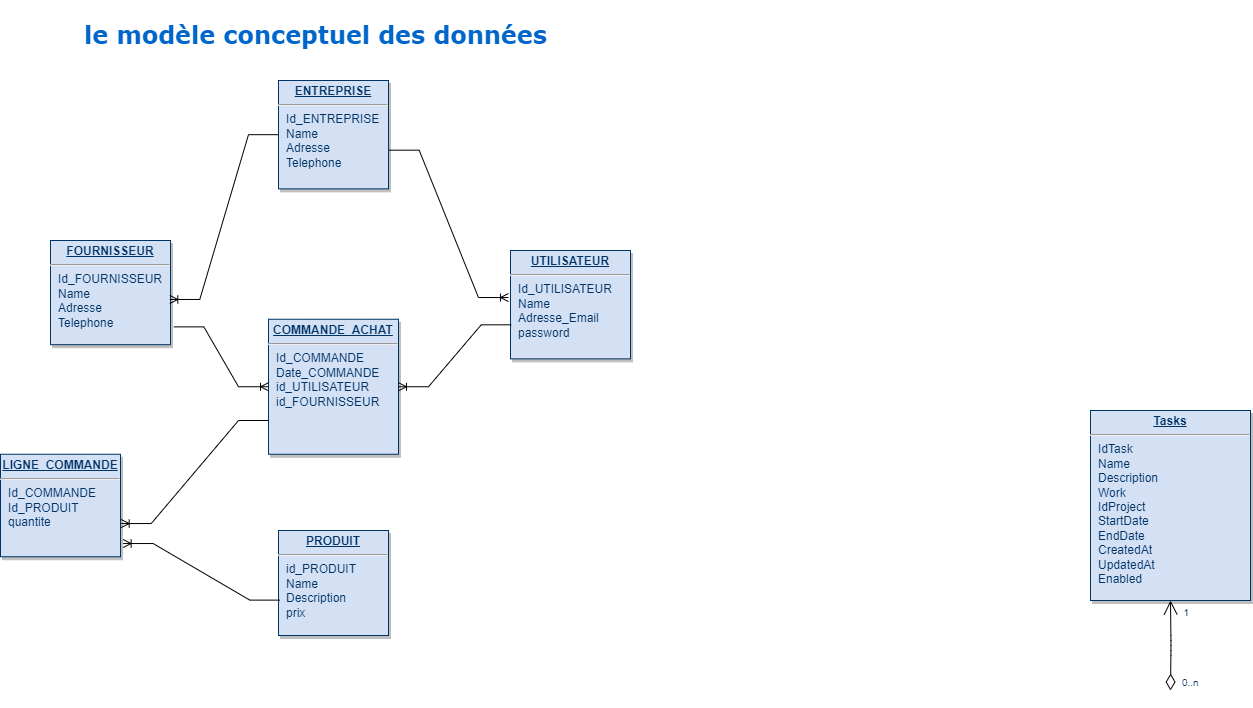 le modèle conceptuel des données
ENTREPRISE
Id_ENTREPRISE
Name
Adresse
Telephone
FOURNISSEUR
Id_FOURNISSEUR
Name
Adresse
Telephone
UTILISATEUR
Id_UTILISATEUR
Name
Adresse_Email
password
COMMANDE_ACHAT
Id_COMMANDE
Date_COMMANDE
id_UTILISATEUR
id_FOURNISSEUR
LIGNE_COMMANDE
Id_COMMANDE
Id_PRODUIT
quantite
PRODUIT
id_PRODUIT
Name
Description
prix
Tasks
IdTask
Name
Description
Work
IdProject
StartDate
EndDate
CreatedAt
UpdatedAt
Enabled
1
0..n